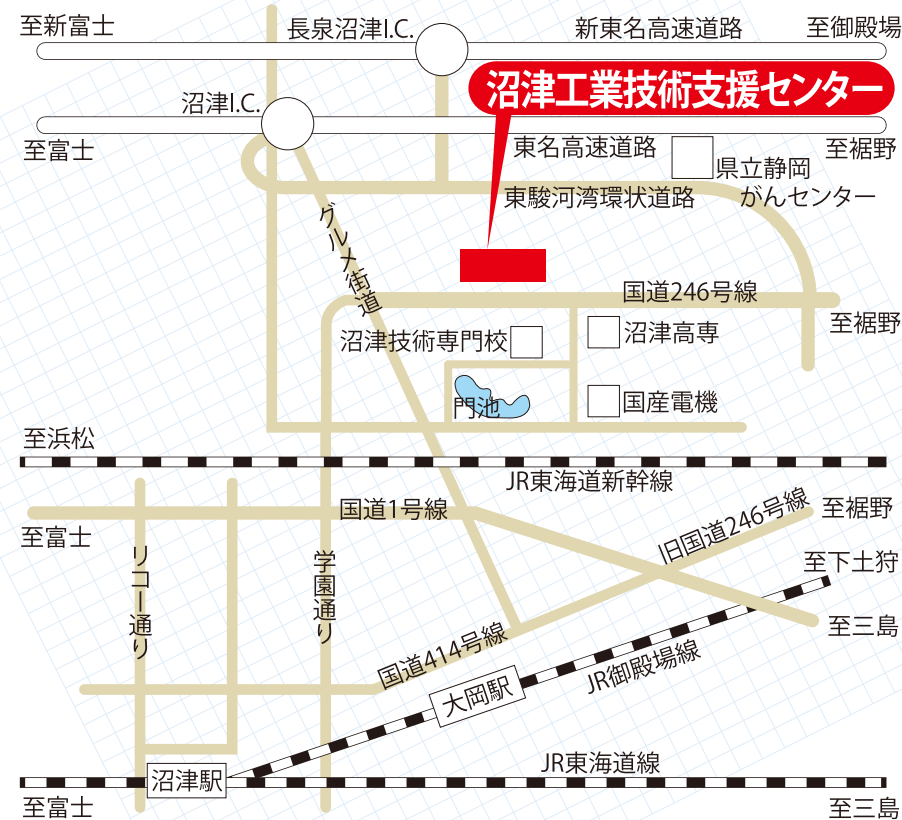 至新富士
長泉沼津I.C.
新東名高速道路
至御殿場
沼津工業技術支援センター
沼津I.C.
至富士
東名高速道路
至裾野
県立静岡
がんセンター
東駿河湾環状道路
グルメ街道
国道246号線
至裾野
沼津技術専門校
沼津高専
門池
国産電機
至浜松
JR東海道新幹線
国道1号線
旧国道246号線
至裾野
至富士
リコー通り
学園通り
至下土狩
至三島
国道414号線
JR御殿場線
大岡駅
JR東海道線
沼津駅
至富士
至三島